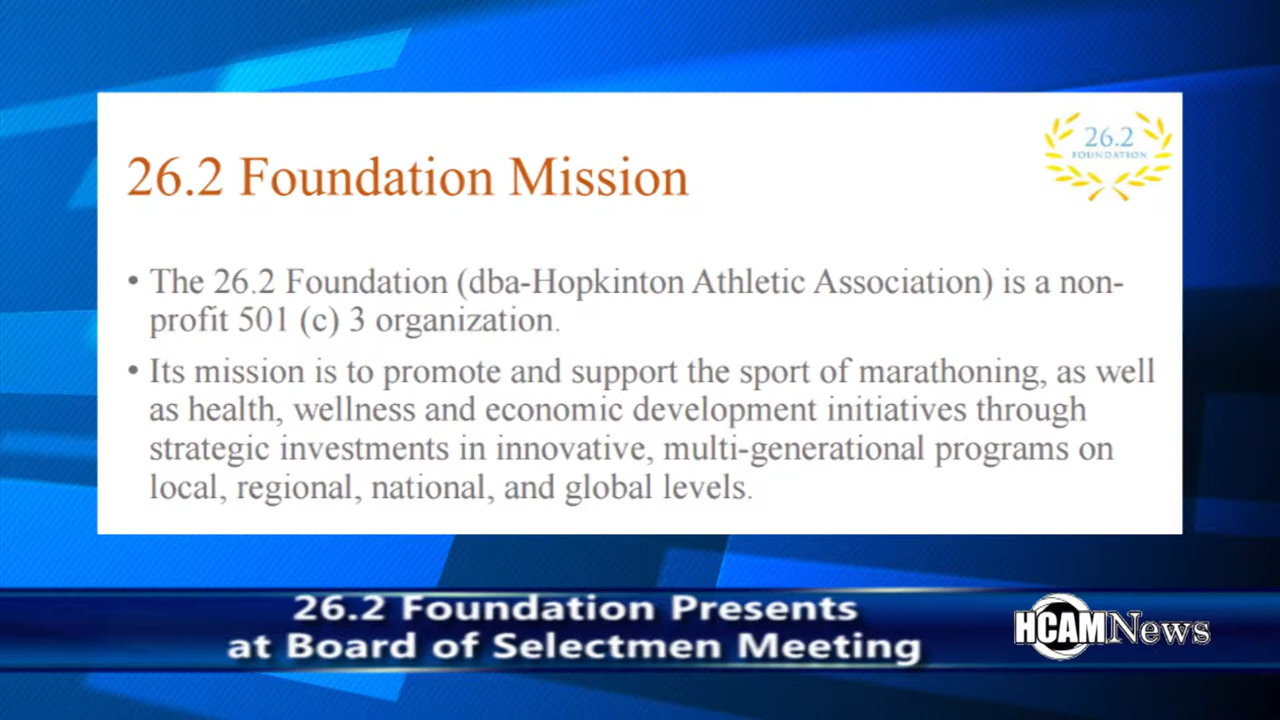 26.2 Foundation Mission
26.2
FOUNDATION
• The 26.2 Foundation (dba-Hopkinton Athletic Association) is a non-
profit 501 (c) 3 organization.
• Its mission is to promote and support the sport of marathoning, as well
as health, wellness and economic development initiatives through
strategic investments in innovative, multi-generational programs on
local, regional, national, and global levels.
26.2 Foundation Presents
at Board of Selectmen Meeting
HCAMNews